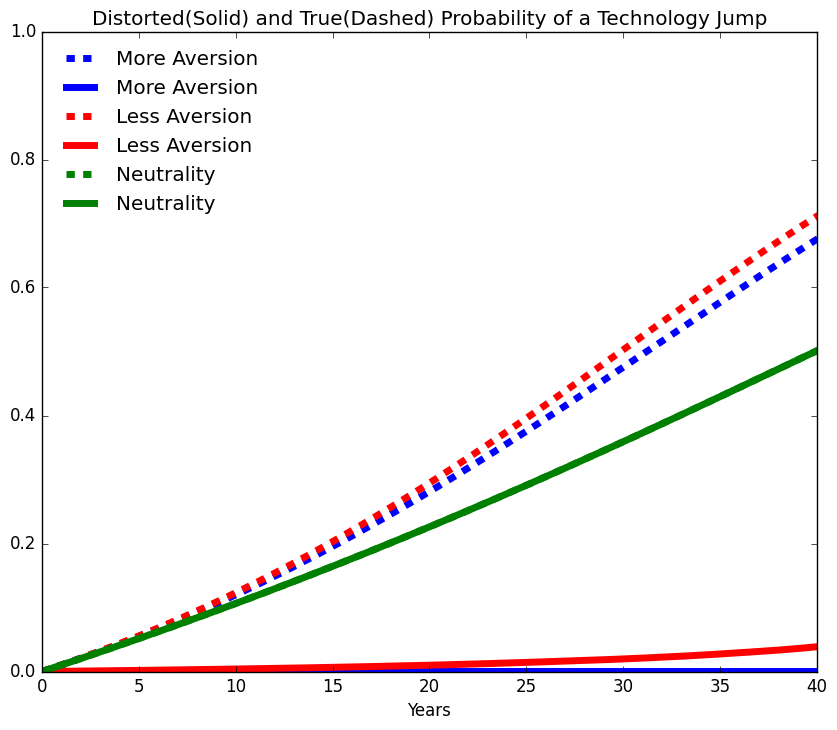 Distorted(Solid) and True(Dashed) Probability of a Technology Jump
1.0
More Aversion
More Aversion
Less Aversion
Less Aversion
Neutrality
Neutrality
0.8
0.6
0.4
0.2
0.0
0 5 10 15 20 25 30 35 40
Years